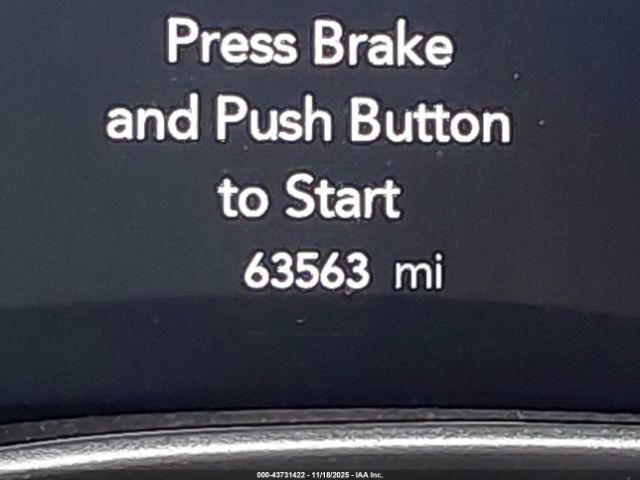 Press Brake
and Push Button
to Start
63563 mi
000-43731422 - 11/18/2025 - IAA Inc.